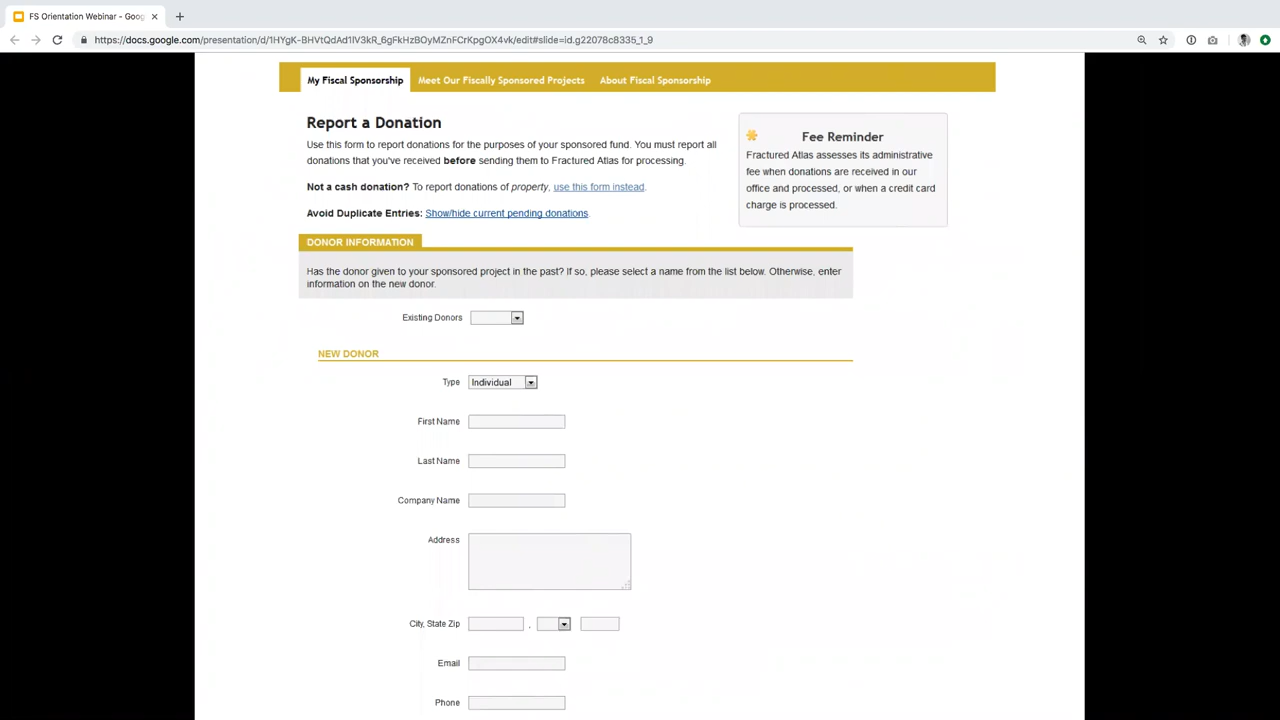 FS Orientation Webinar - Goog
https://docs.google.com/presentation/d/1HYgK-BHVtQdAd1lV3kR_6gFkHzBOyMZnFCrKpgOX4vk/edit#slide=id.g22078c8335_1_9
My Fiscal Sponsorship Meet Our Fiscally Sponsored Projects About Fiscal Sponsorship
Report a Donation
Use this form to report donations for the purposes of your sponsored fund. You must report all
donations that you've received before sending them to Fractured Atlas for processing.
Not a cash donation? To report donations of property, use this form instead.
Avoid Duplicate Entries: Show/hide current pending donations.
Fee Reminder
Fractured Atlas assesses its administrative
fee when donations are received in our
office and processed, or when a credit card
charge is processed.
DONOR INFORMATION
Has the donor given to your sponsored project in the past? If so, please select a name from the list below. Otherwise, enter
information on the new donor.
Existing Donors
NEW DONOR
Type Individual
First Name
Last Name
Company Name
Address
City, State Zip ,
Email
Phone